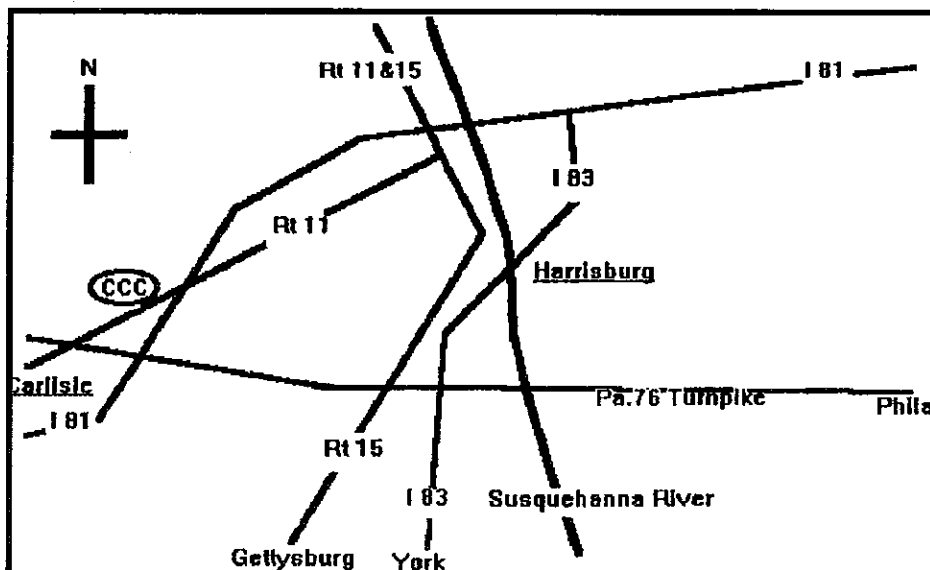 N
Rt 11&15
I 81
I 83
Rt 11
CCC
Harrisburg
Carlisle
I 81
Pa.76 Turnpike
Phila
Rt 15
I 83
Susquehanna River
Gettysburg
York